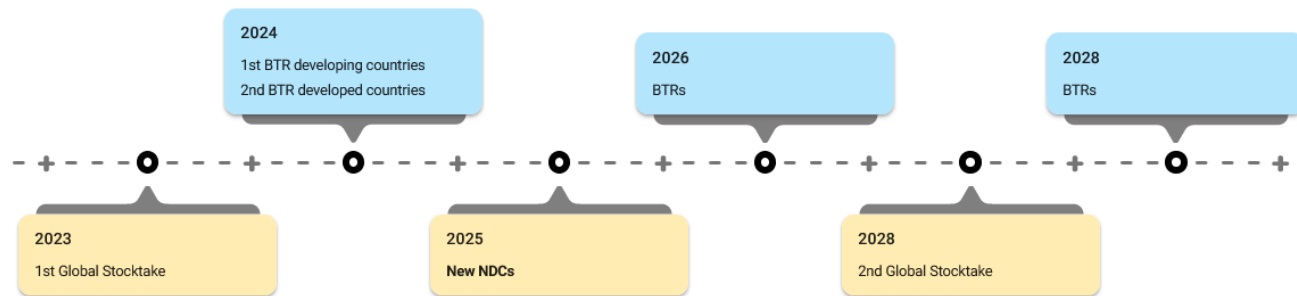 2024
1st BTR developing countries
2nd BTR developed countries
2026
BTRs
2028
BTRs
2023
1st Global Stocktake
2025
New NDCs
2028
2nd Global Stocktake